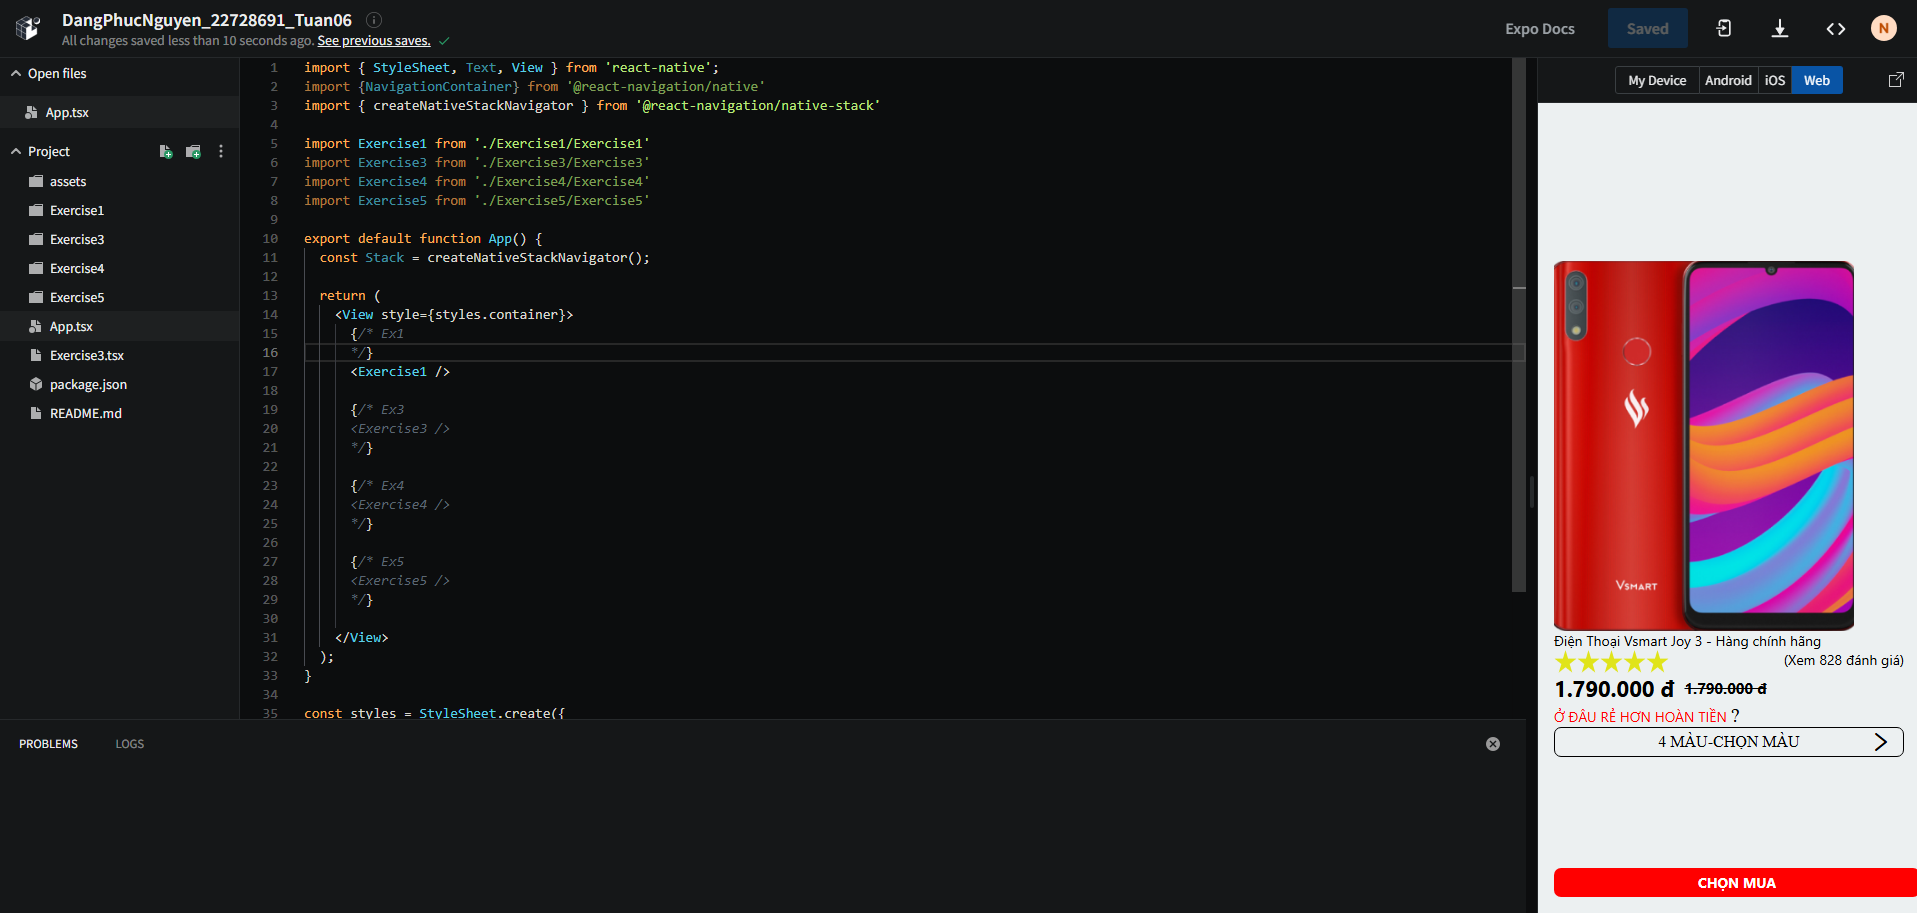 DangPhucNguyen_22728691_Tuan06
All changes saved less than 10 seconds ago. See previous saves.
Expo Docs
Saved
N
Open files
App.tsx
Project
assets
Exercise1
Exercise3
Exercise4
Exercise5
App.tsx
Exercise3.tsx
package.json
README.md
1 import { StyleSheet, Text, View } from 'react-native';
2 import {NavigationContainer} from '@react-navigation/native'
3 import { createNativeStackNavigator } from '@react-navigation/native-stack'
4
5 import Exercise1 from './Exercise1/Exercise1'
6 import Exercise3 from './Exercise3/Exercise3'
7 import Exercise4 from './Exercise4/Exercise4'
8 import Exercise5 from './Exercise5/Exercise5'
9
10 export default function App() {
11 const Stack = createNativeStackNavigator();
12
13 return (
14 <View style={styles.container}>
15 {/* Ex1
16 */}
17 <Exercise1 />
18
19 {/* Ex3
20 <Exercise3 />
21 */}
22
23 {/* Ex4
24 <Exercise4 />
25 */}
26
27 {/* Ex5
28 <Exercise5 />
29 */}
30
31 </View>
32 );
33 }
34
35 const styles = StyleSheet.create({
PROBLEMS
LOGS
My Device
Android
iOS
Web
VSMART
Điện Thoại Vsmart Joy 3 - Hàng chính hãng
(Xem 828 đánh giá)
1.790.000 đ 1.790.000 đ
Ở ĐÂU RẺ HƠN HOÀN TIỀN ?
4 MÀU-CHỌN MÀU
CHỌN MUA